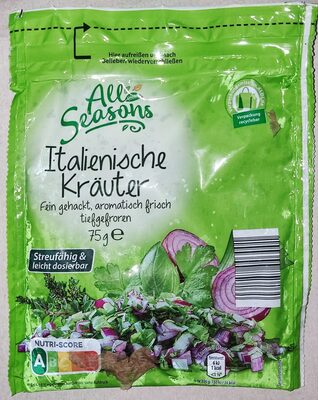 Hier aufreißen und nach
Belieben wiederverschließen
All
Seasons
Verpackung
recycelbar
Italienische
Kräuter
Fein gehackt, aromatisch frisch
tiefgefroren
75g e
Streufähig &
leicht dosierbar
NUTRI-SCORE
A